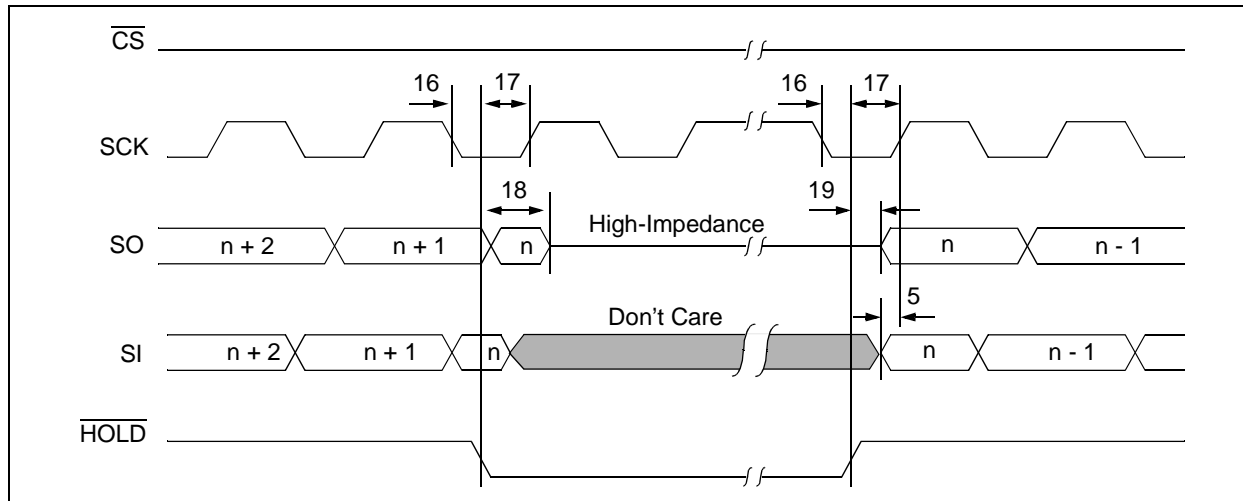 CS
16 17 16 17
SCK
18 High-Impedance 19
SO n + 2 n + 1 n n n - 1
5
Don't Care
SI n + 2 n + 1 n n n - 1
HOLD